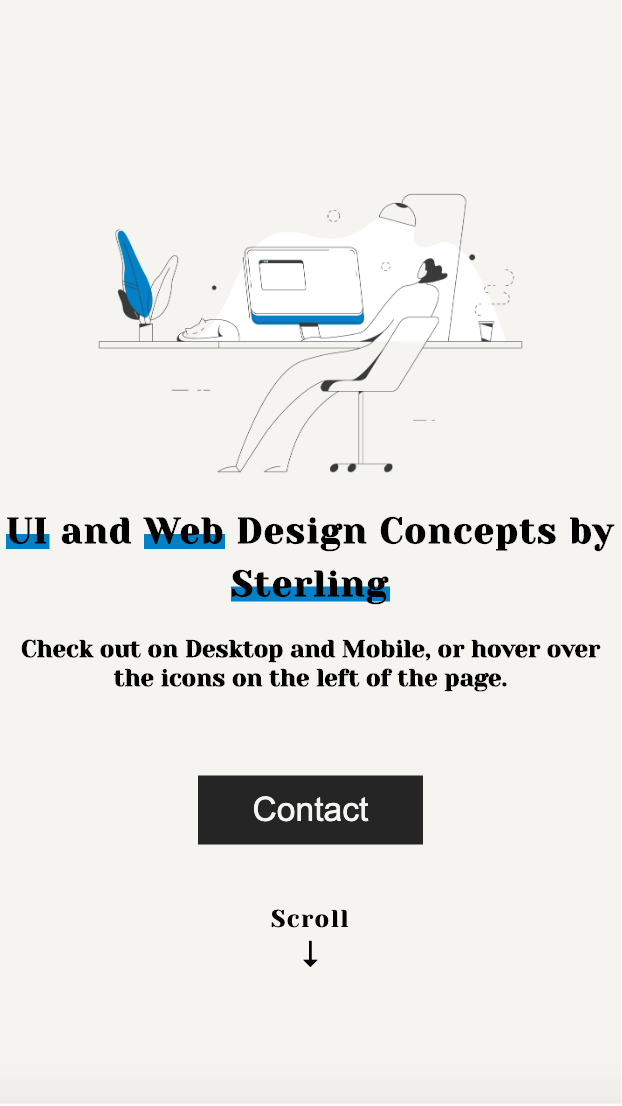 UI and Web Design Concepts by
Sterling
Check out on Desktop and Mobile, or hover over
the icons on the left of the page.
Contact
Scroll
↓